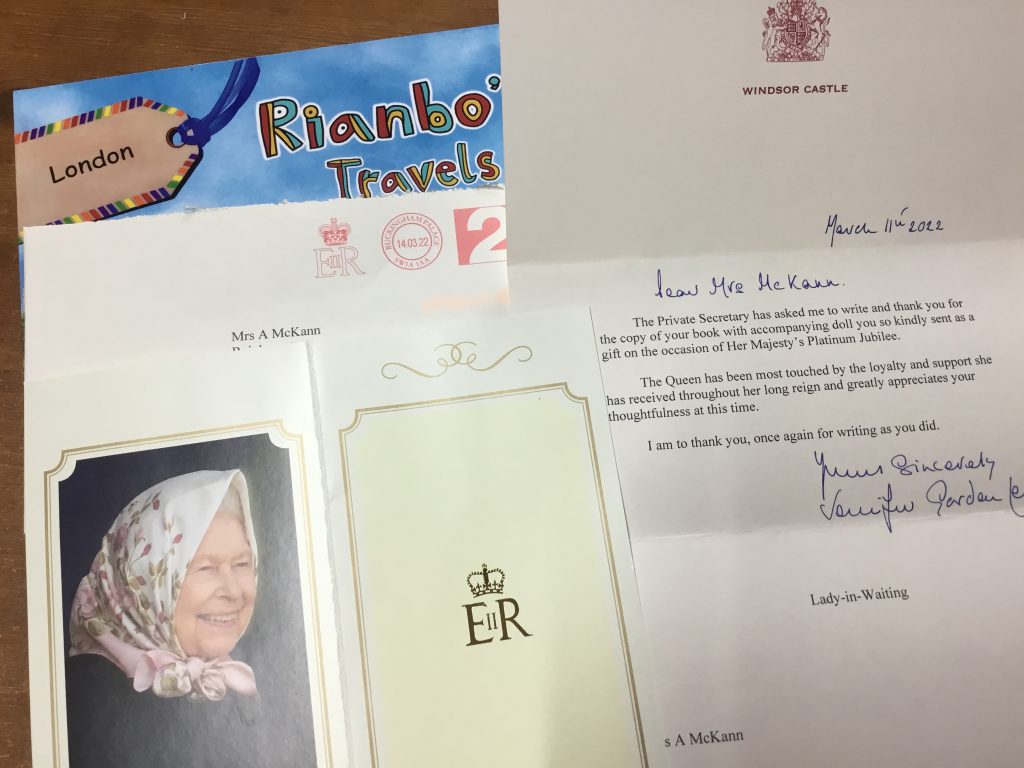 London
Rianbo'
Travels
EIIR
BUCKINGHAM PALACE
14.03.22
SW1A 1AA
2
Mrs A McKann
EIIR
WINDSOR CASTLE
March 11th 2022
Dear Mrs McKann.
The Private Secretary has asked me to write and thank you for
the copy of your book with accompanying doll you so kindly sent as a
gift on the occasion of Her Majesty's Platinum Jubilee.
The Queen has been most touched by the loyalty and support she
has received throughout her long reign and greatly appreciates your
thoughtfulness at this time.
I am to thank you, once again for writing as you did.
Yours Sincerely
Jennifer Gordon
Lady-in-Waiting
s A McKann